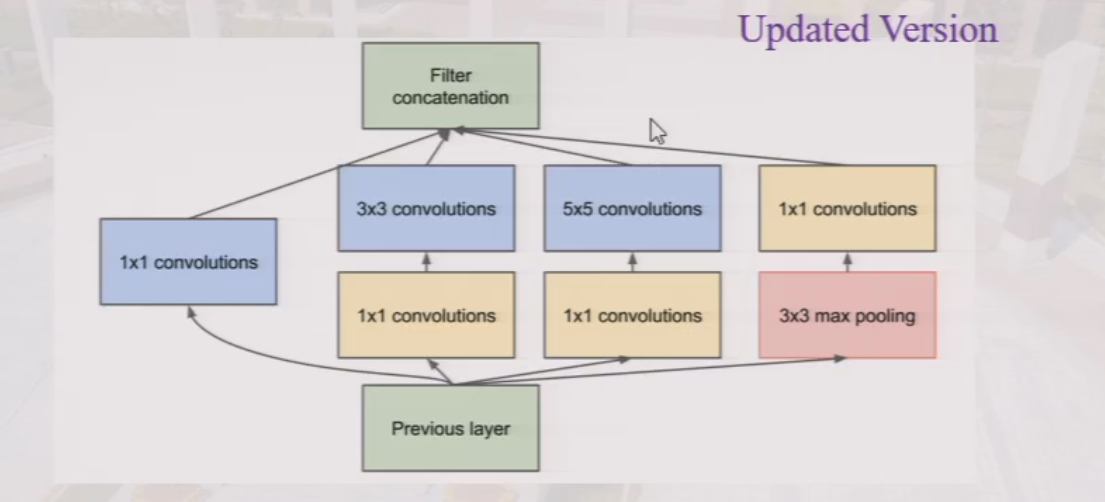 Updated Version
Filter
concatenation
3x3 convolutions
5x5 convolutions
1x1 convolutions
1x1 convolutions
1x1 convolutions
1x1 convolutions
3x3 max pooling
Previous layer